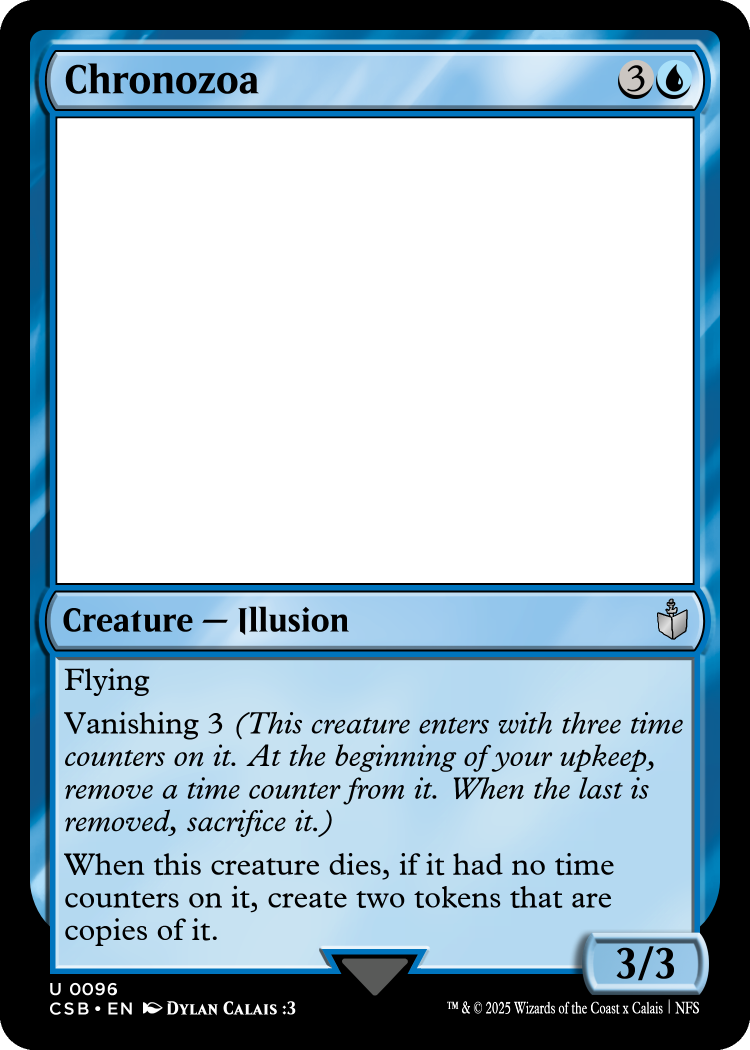 Chronozoa 3
Creature — Illusion
Flying
Vanishing 3 (This creature enters with three time
counters on it. At the beginning of your upkeep,
remove a time counter from it. When the last is
removed, sacrifice it.)
When this creature dies, if it had no time
counters on it, create two tokens that are
copies of it.
3/3
U 0096
CSB • EN DYLAN CALAIS :3
™ & © 2025 Wizards of the Coast x Calais | NFS